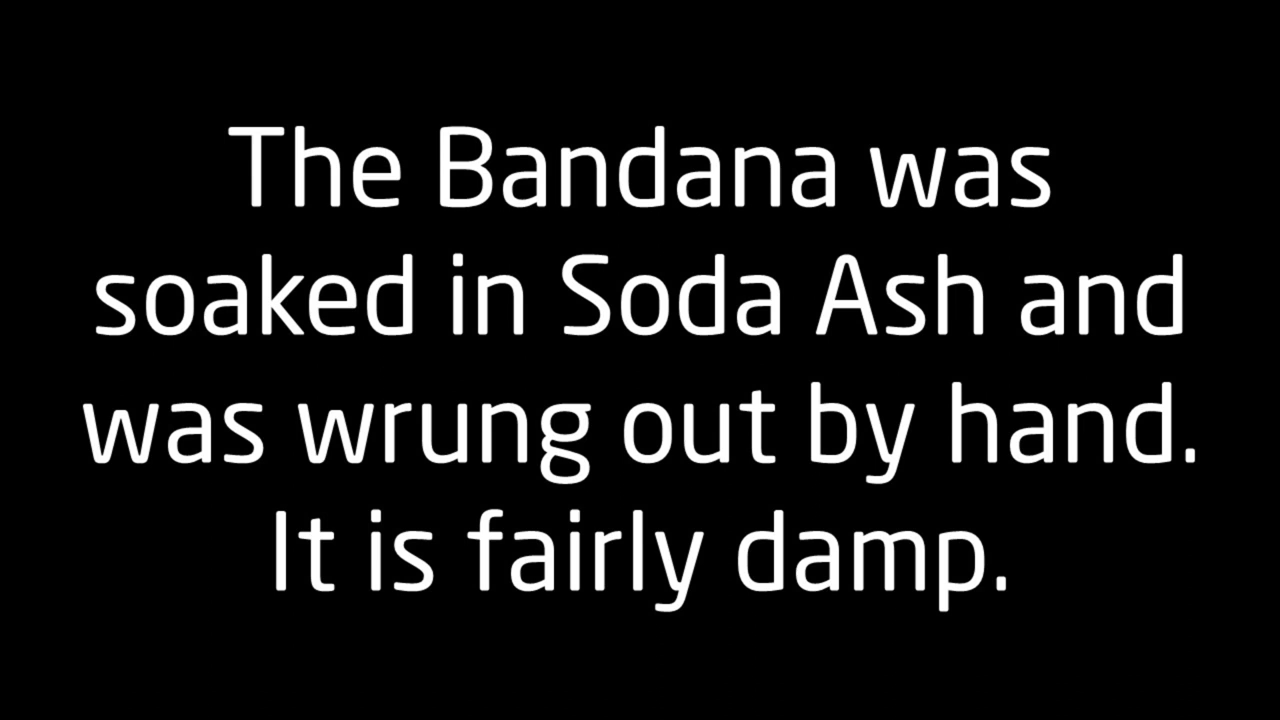 The Bandana was
soaked in Soda Ash and
was wrung out by hand.
It is fairly damp.